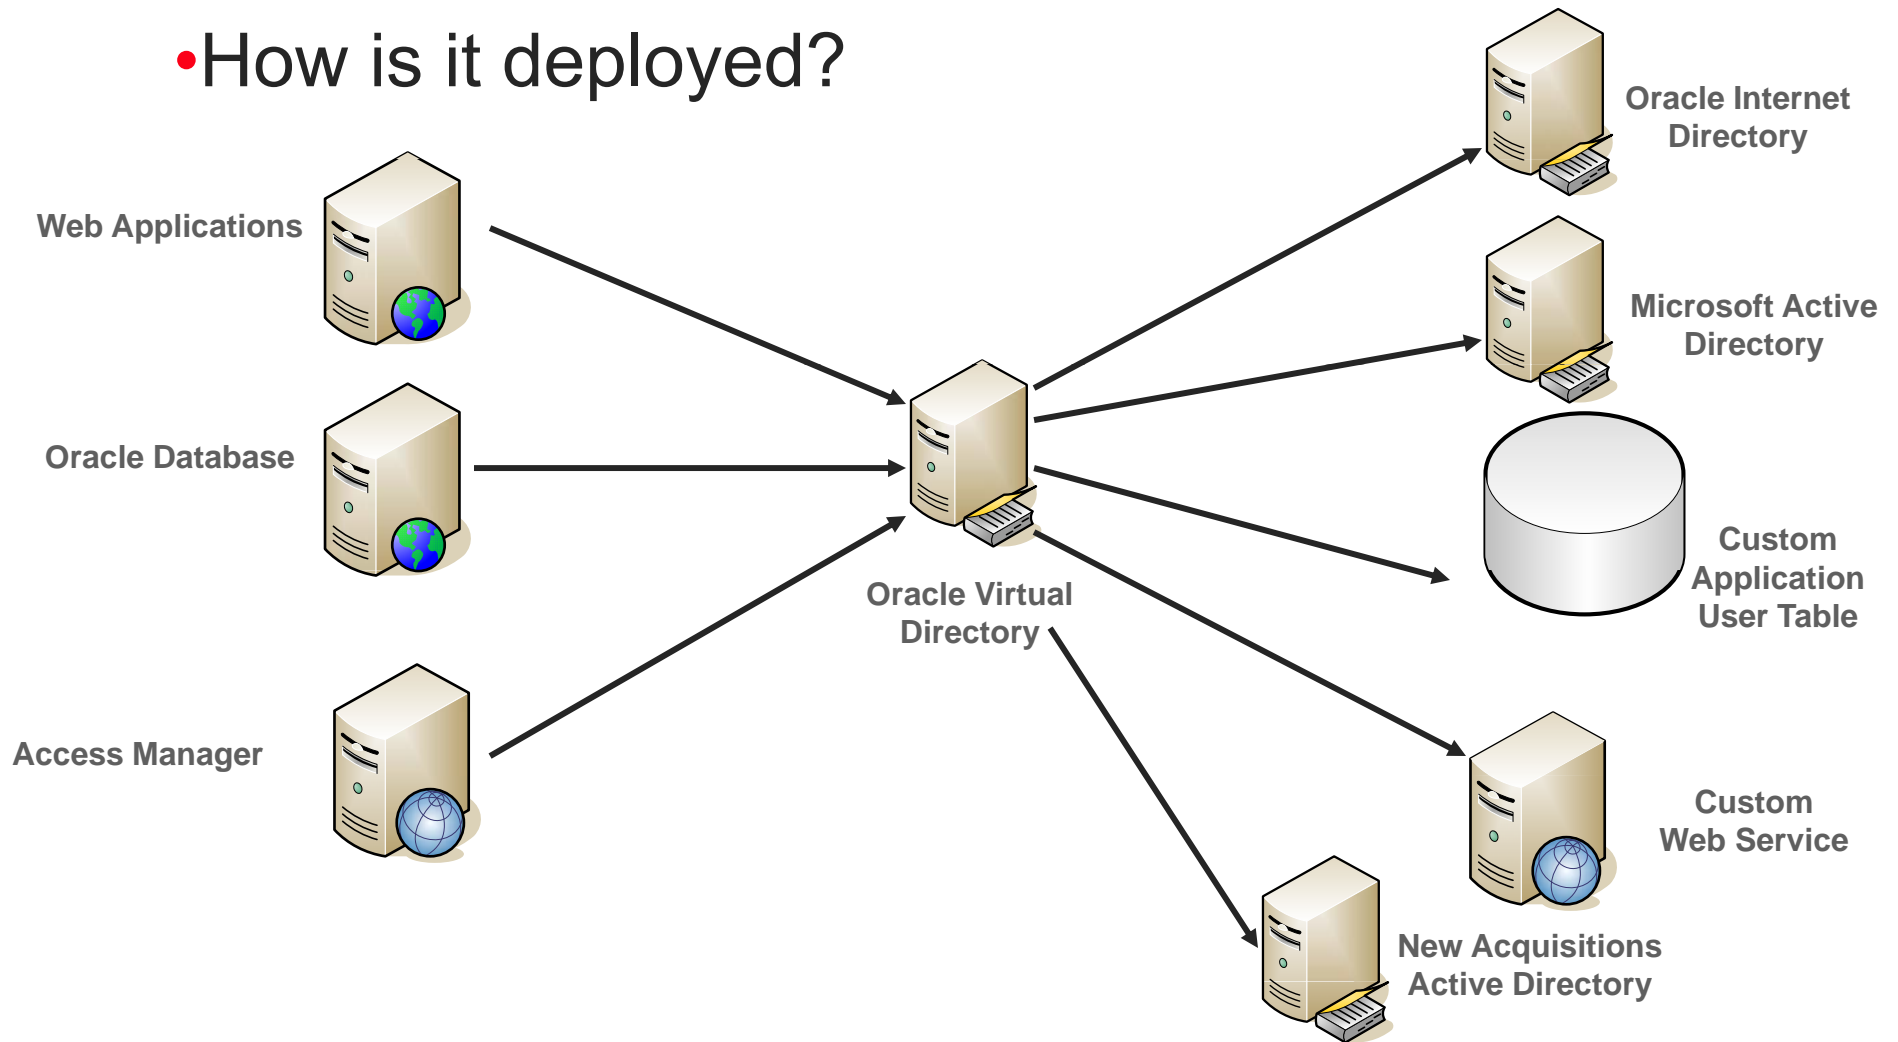 •How is it deployed?
Oracle Internet
Directory
Web Applications
Microsoft Active
Directory
Oracle Database
Custom
Application
User Table
Oracle Virtual
Directory
Access Manager
Custom
Web Service
New Acquisitions
Active Directory